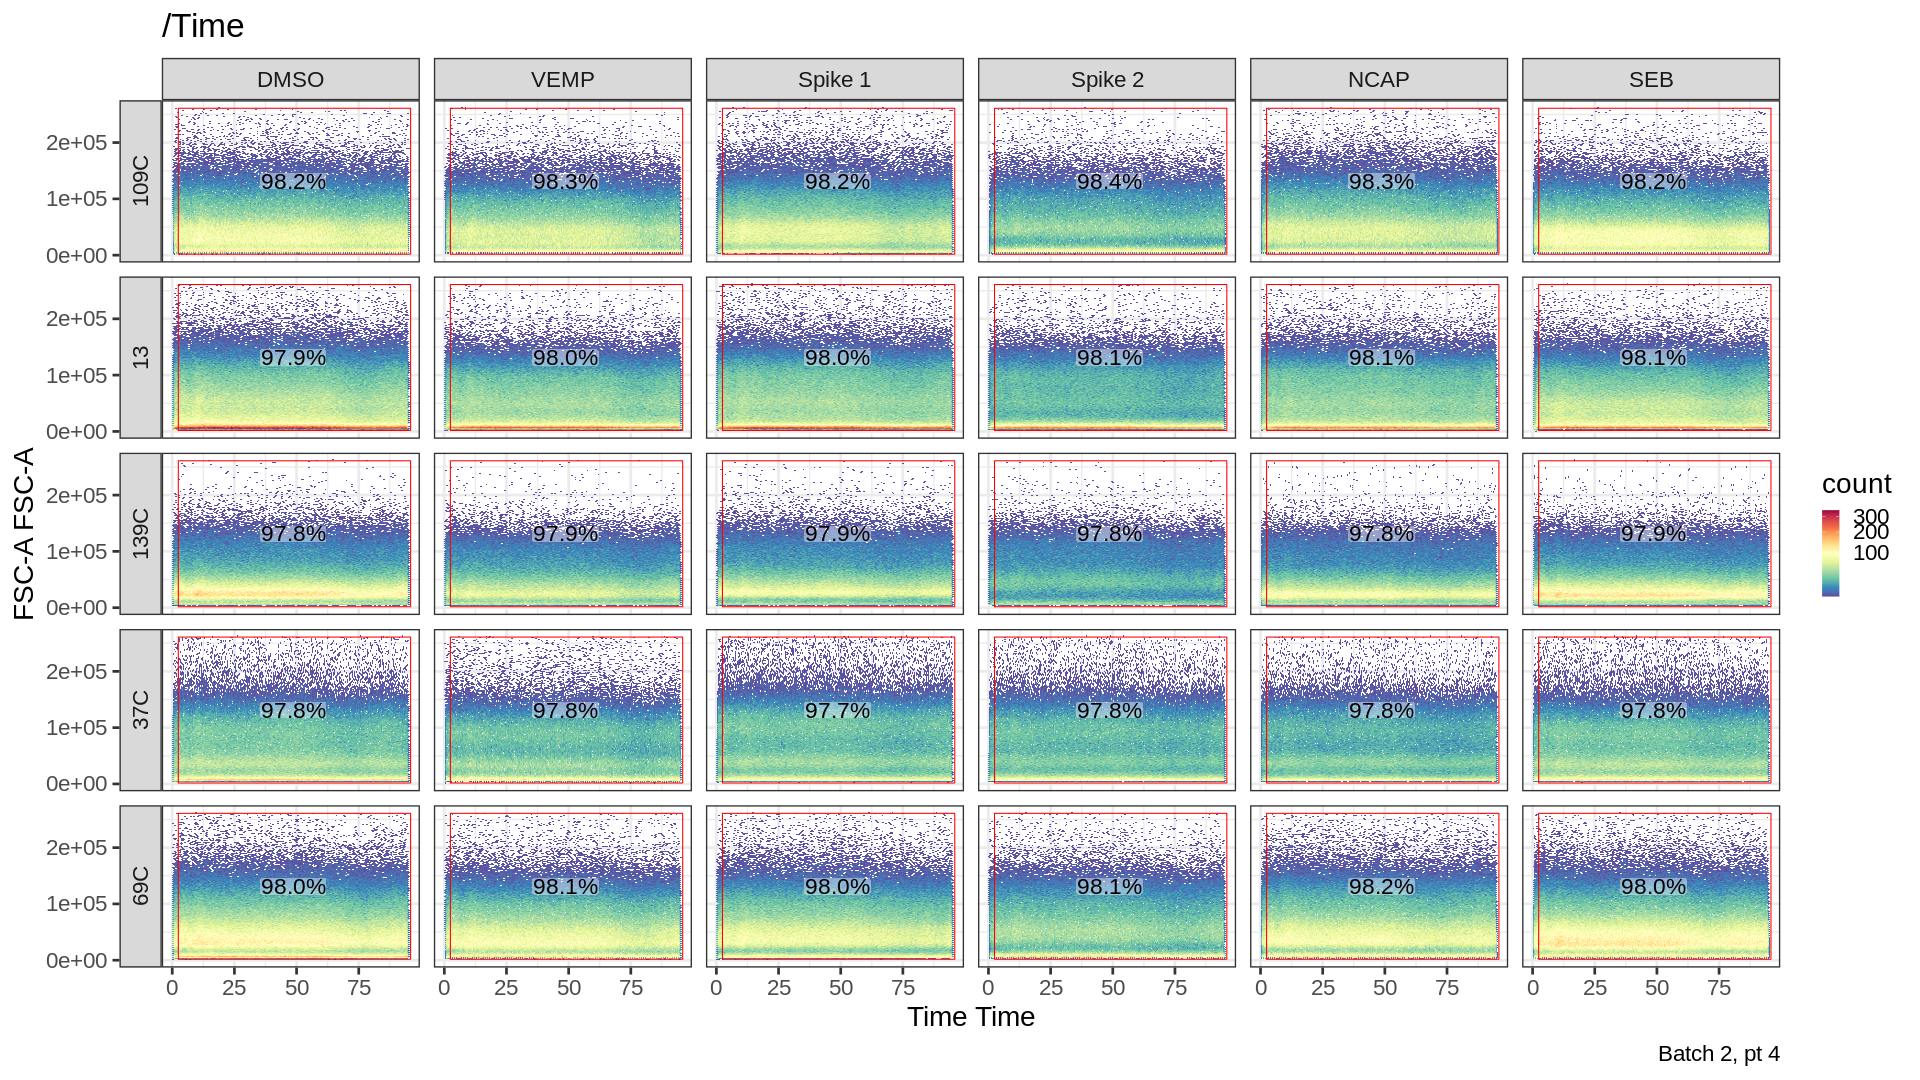 /Time
DMSO VEMP Spike 1 Spike 2 NCAP SEB
2e+05 1e+05 0e+00 109C 98.2% 98.3% 98.2% 98.4% 98.3% 98.2%
2e+05 1e+05 0e+00 13 97.9% 98.0% 98.0% 98.1% 98.1% 98.1%
2e+05 1e+05 0e+00 139C 97.8% 97.9% 97.9% 97.8% 97.8% 97.9%
2e+05 1e+05 0e+00 37C 97.8% 97.8% 97.7% 97.8% 97.8% 97.8%
2e+05 1e+05 0e+00 69C 98.0% 98.1% 98.0% 98.1% 98.2% 98.0%
0 25 50 75 0 25 50 75 0 25 50 75 0 25 50 75 0 25 50 75 0 25 50 75
Time Time
FSC-A FSC-A
count
300
200
100
Batch 2, pt 4